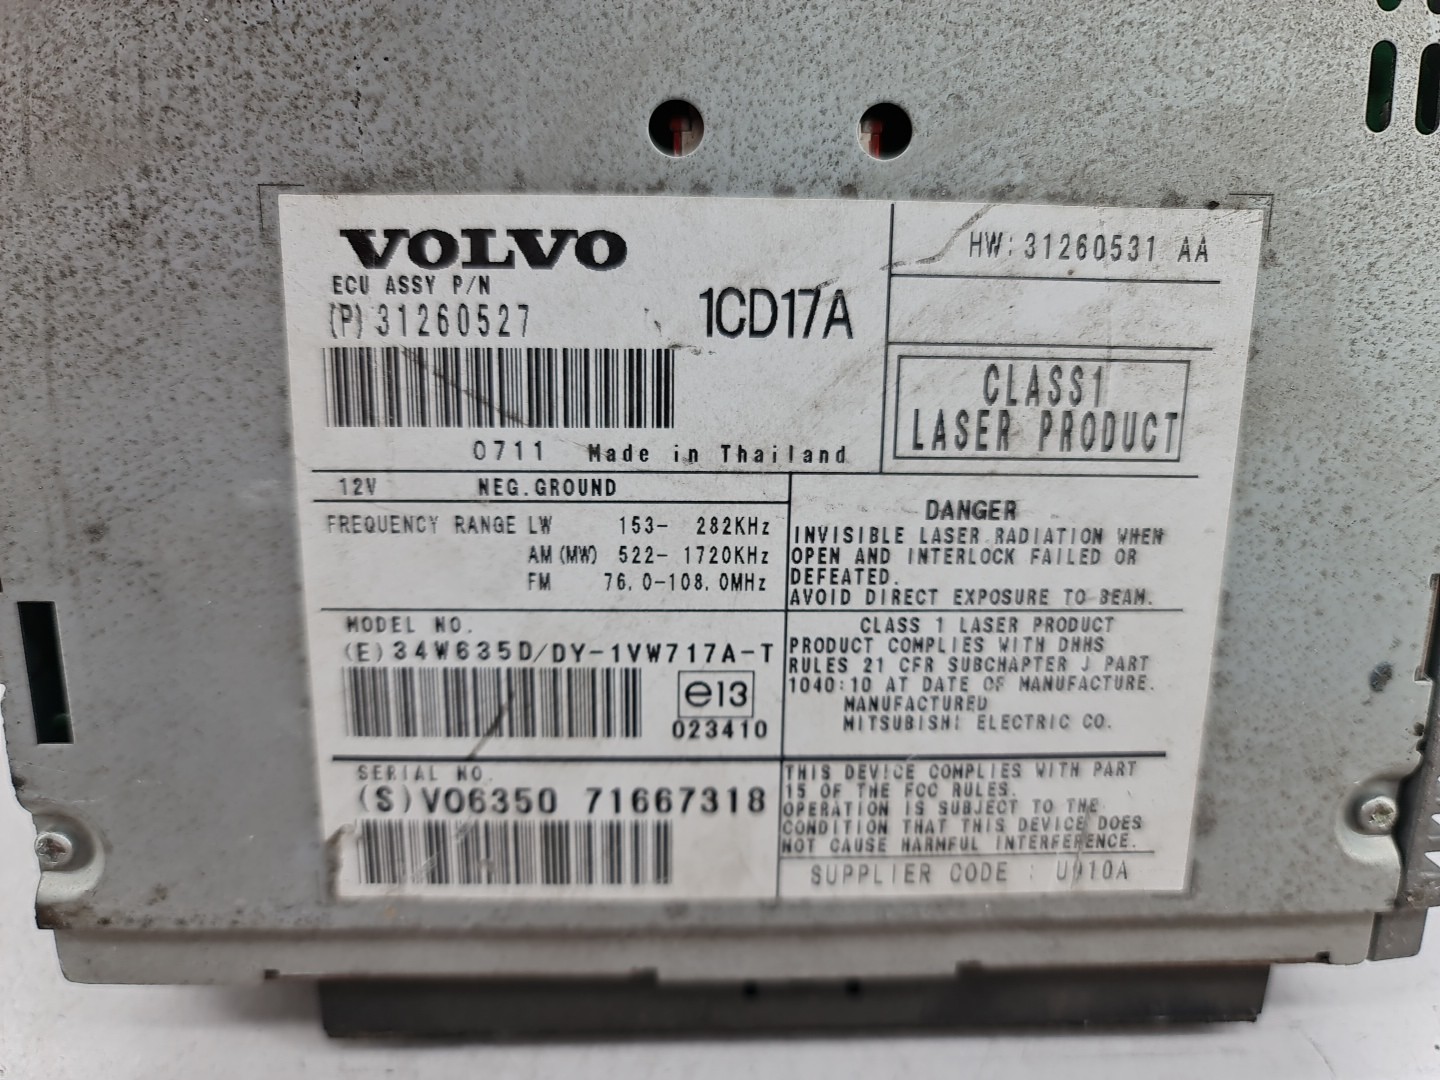 VOLVO
ECU ASSY P/N
(P) 31260527
1CD17A
0711 Made in Thailand
HW: 31260531 AA
CLASS1
LASER PRODUCT
12V NEG. GROUND
FREQUENCY RANGE LW 153- 282KHz
AM (MW) 522- 1720KHz
FM 76.0-108.0MHz
MODEL NO.
(E) 34W635D/DY-1VW717A-T
e13
023410
SERIAL NO.
(S) VO6350 71667318
DANGER
INVISIBLE LASER RADIATION WHEN
OPEN AND INTERLOCK FAILED OR
DEFEATED.
AVOID DIRECT EXPOSURE TO BEAM.
CLASS 1 LASER PRODUCT
PRODUCT COMPLIES WITH DHHS
RULES 21 CFR SUBCHAPTER J PART
1040:10 AT DATE OF MANUFACTURE.
MANUFACTURED
MITSUBISHI ELECTRIC CO.
THIS DEVICE COMPLIES WITH PART
15 OF THE FCC RULES.
OPERATION IS SUBJECT TO THE
CONDITION THAT THIS DEVICE DOES
NOT CAUSE HARMFUL INTERFERENCE.
SUPPLIER CODE : U910A